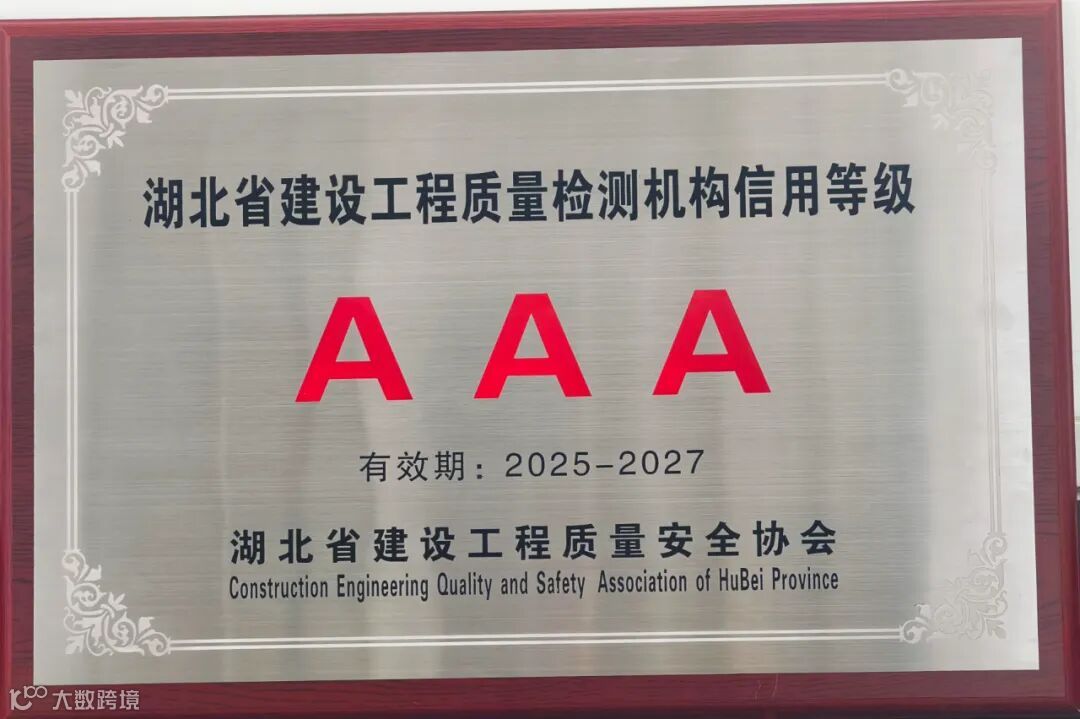 湖北省建设工程质量检测机构信用等级
AAA
有效期：2025-2027
湖北省建设工程质量安全协会
Construction Engineering Quality and Safety Association of HuBei Province
大数跨境